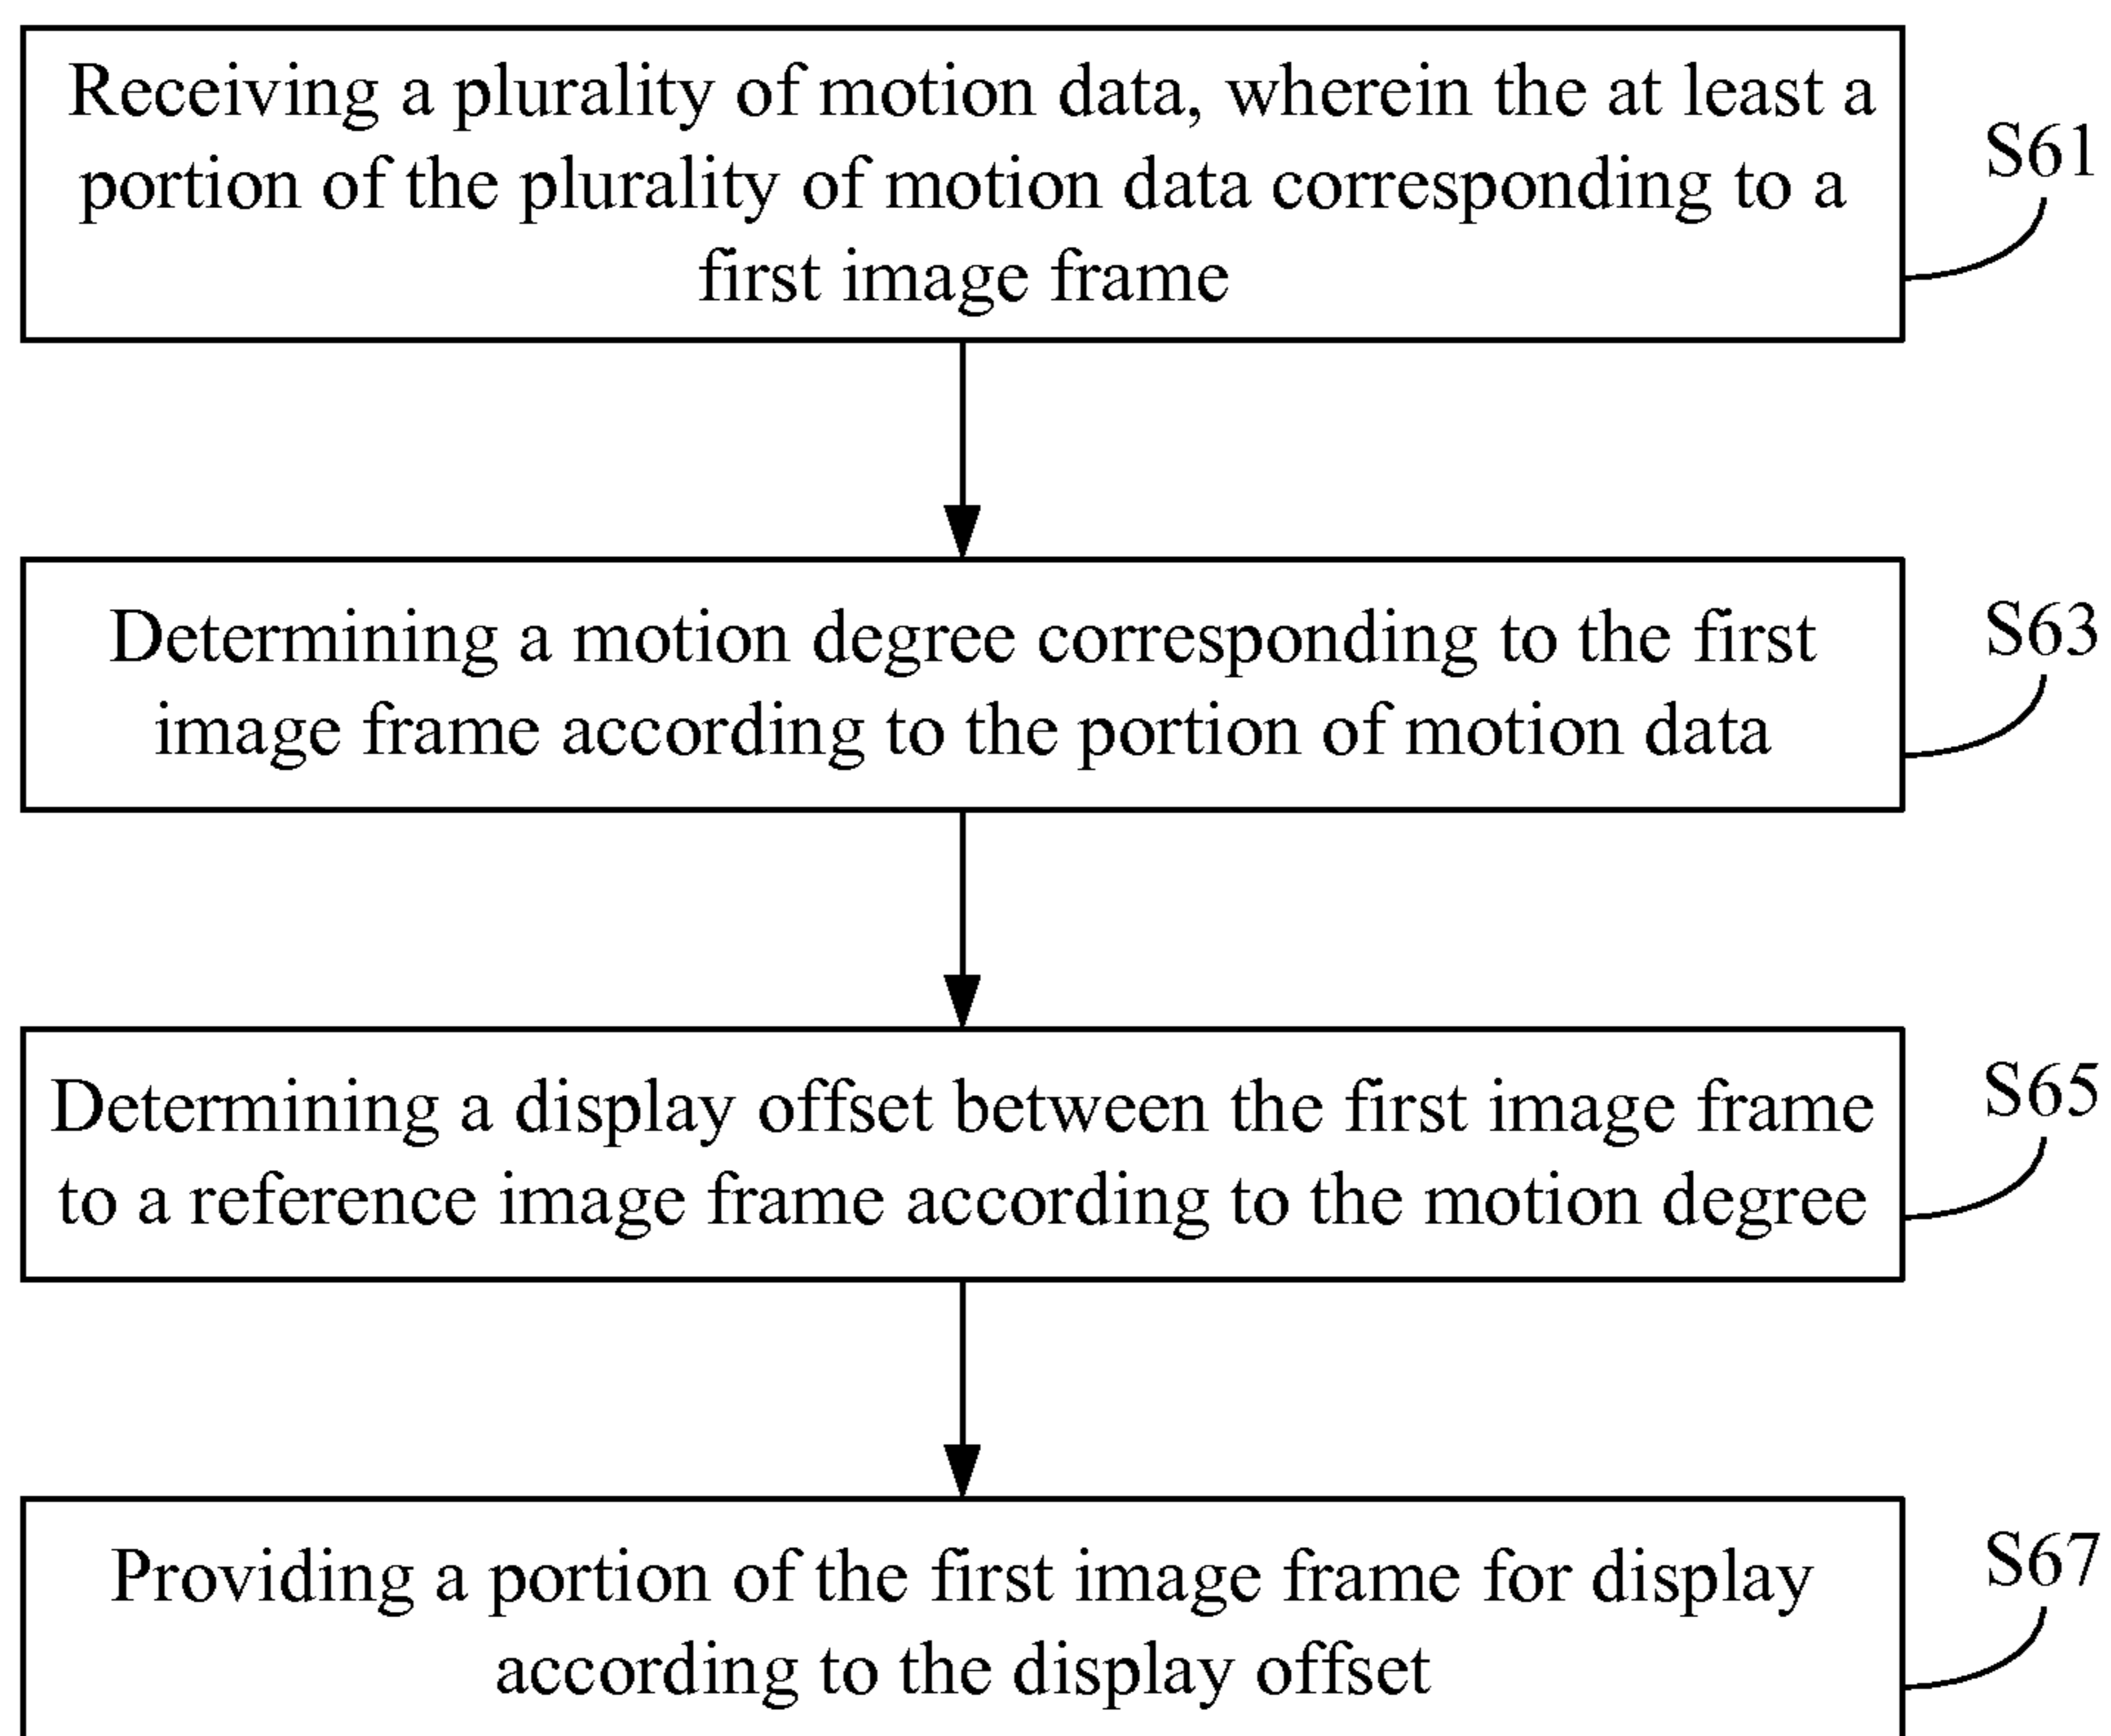 Receiving a plurality of motion data, wherein the at least a
portion of the plurality of motion data corresponding to a
first image frame
S61
Determining a motion degree corresponding to the first
image frame according to the portion of motion data
S63
Determining a display offset between the first image frame
to a reference image frame according to the motion degree
S65
Providing a portion of the first image frame for display
according to the display offset
S67